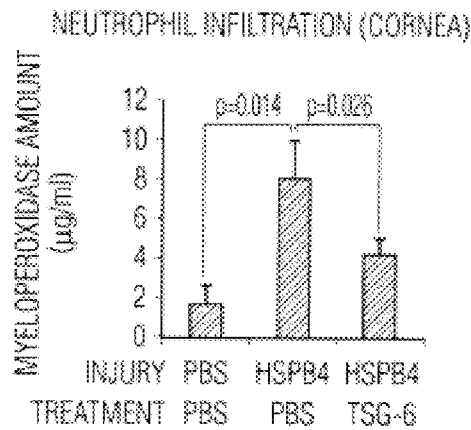 NEUTROPHIL INFILTRATION (CORNEA)
MYELOPEROXIDASE AMOUNT
(µg/ml)
12
10
8
6
4
2
0
p=0.014
p=0.026
INJURY PBS HSPB4 HSPB4
TREATMENT PBS PBS TSG-6